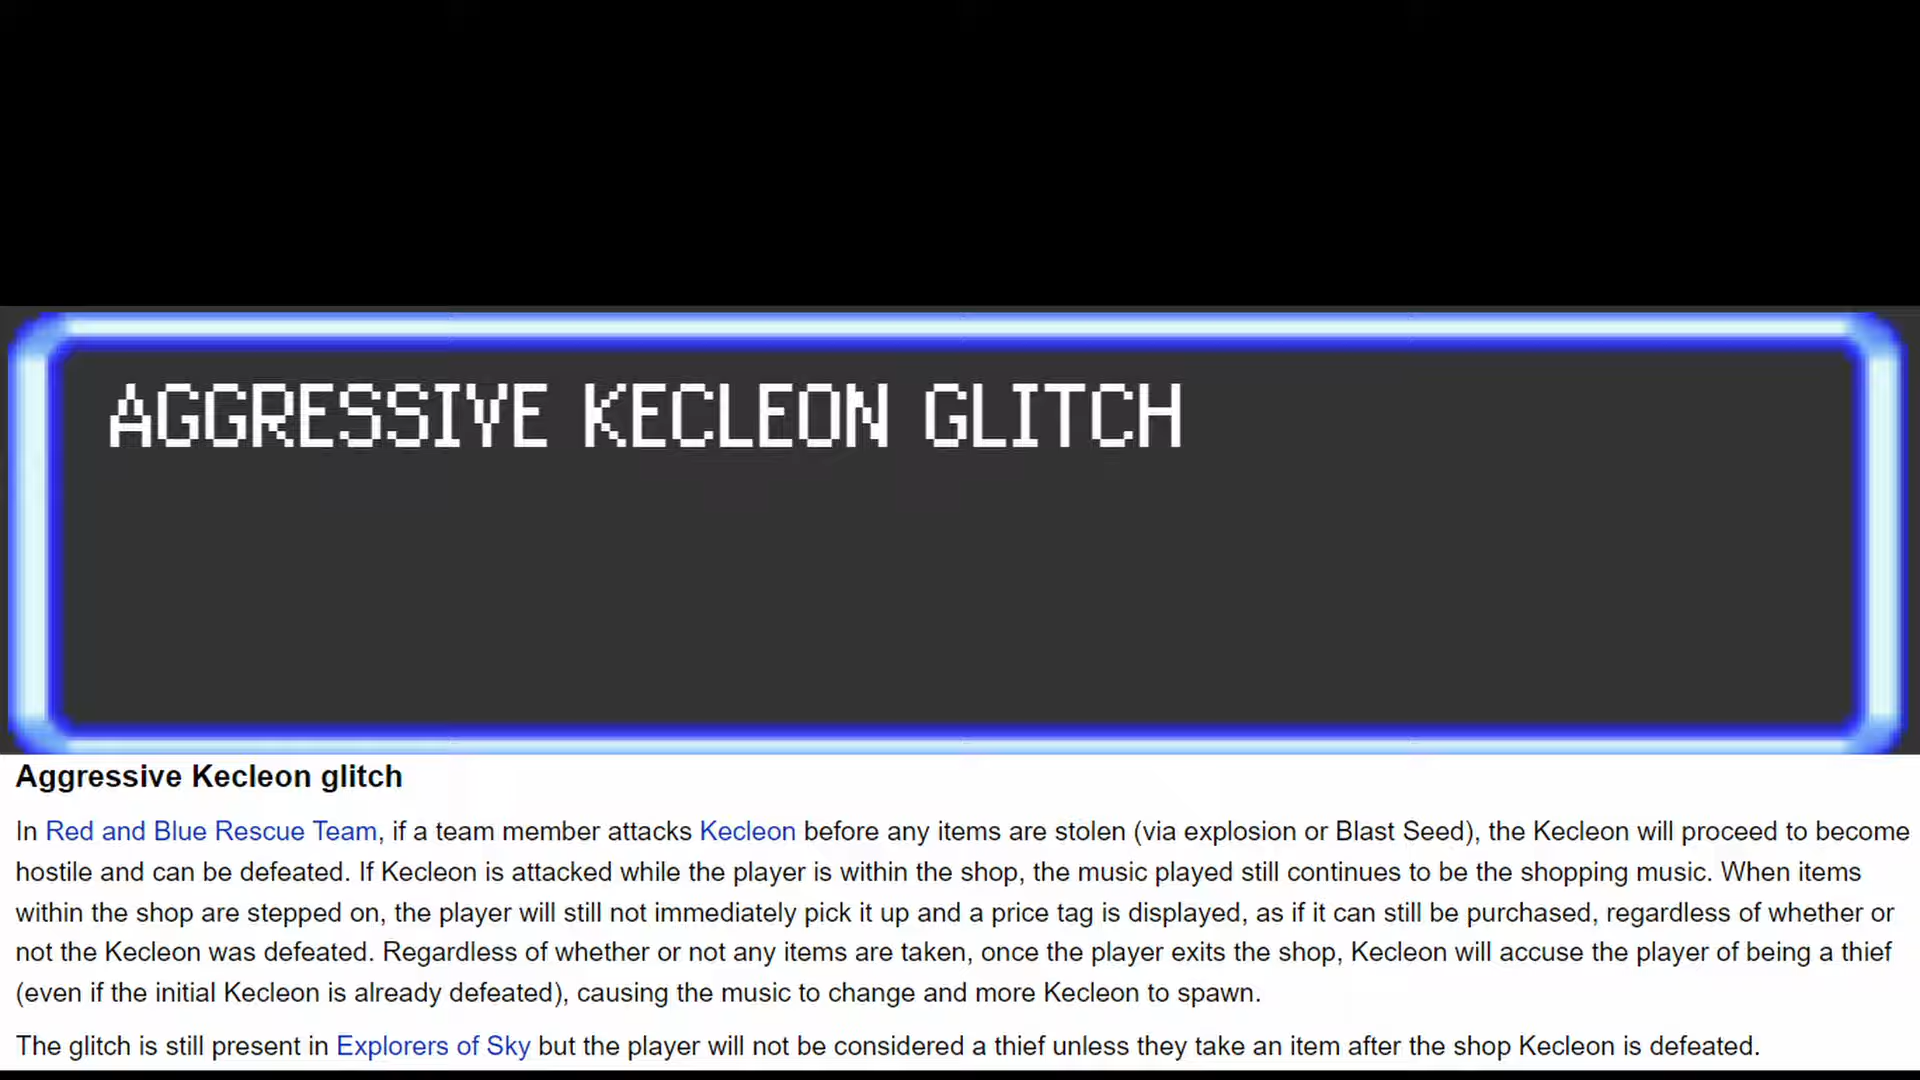 AGGRESSIVE KECLEON GLITCH
Aggressive Kecleon glitch
In Red and Blue Rescue Team, if a team member attacks Kecleon before any items are stolen (via explosion or Blast Seed), the Kecleon will proceed to become
hostile and can be defeated. If Kecleon is attacked while the player is within the shop, the music played still continues to be the shopping music. When items
within the shop are stepped on, the player will still not immediately pick it up and a price tag is displayed, as if it can still be purchased, regardless of whether or
not the Kecleon was defeated. Regardless of whether or not any items are taken, once the player exits the shop, Kecleon will accuse the player of being a thief
(even if the initial Kecleon is already defeated), causing the music to change and more Kecleon to spawn.
The glitch is still present in Explorers of Sky but the player will not be considered a thief unless they take an item after the shop Kecleon is defeated.